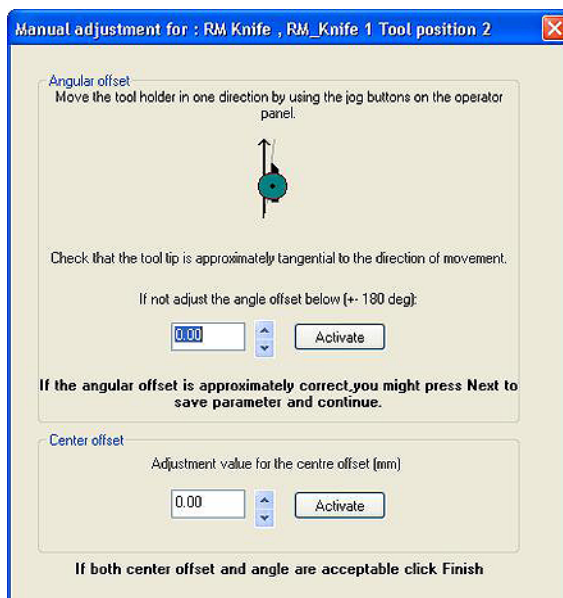 Manual adjustment for : RM Knife , RM_Knife 1 Tool position 2
Angular offset
Move the tool holder in one direction by using the jog buttons on the operator
panel.
Check that the tool tip is approximately tangential to the direction of movement.
If not adjust the angle offset below (+- 180 deg):
0.00
Activate
If the angular offset is approximately correct,you might press Next to
save parameter and continue.
Center offset
Adjustment value for the centre offset (mm)
0.00
Activate
If both center offset and angle are acceptable click Finish